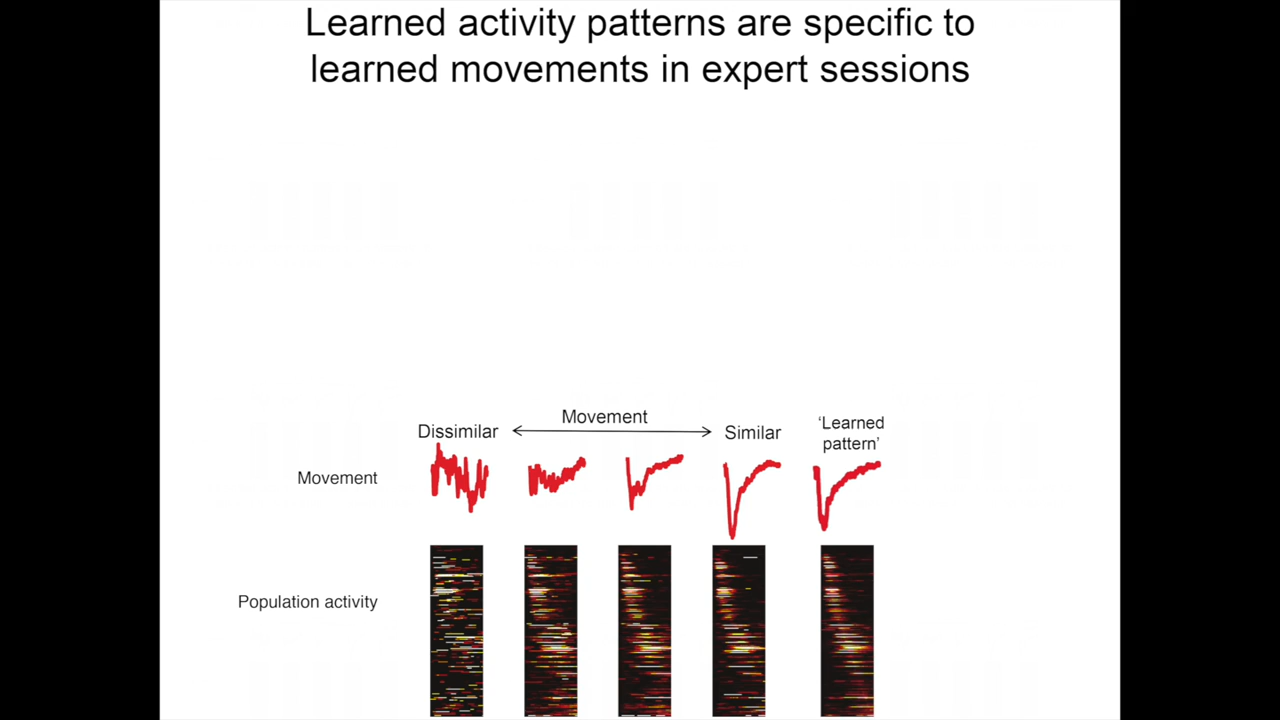 Learned activity patterns are specific to
learned movements in expert sessions
Movement
Dissimilar
Similar
‘Learned
pattern’
Movement
Population activity